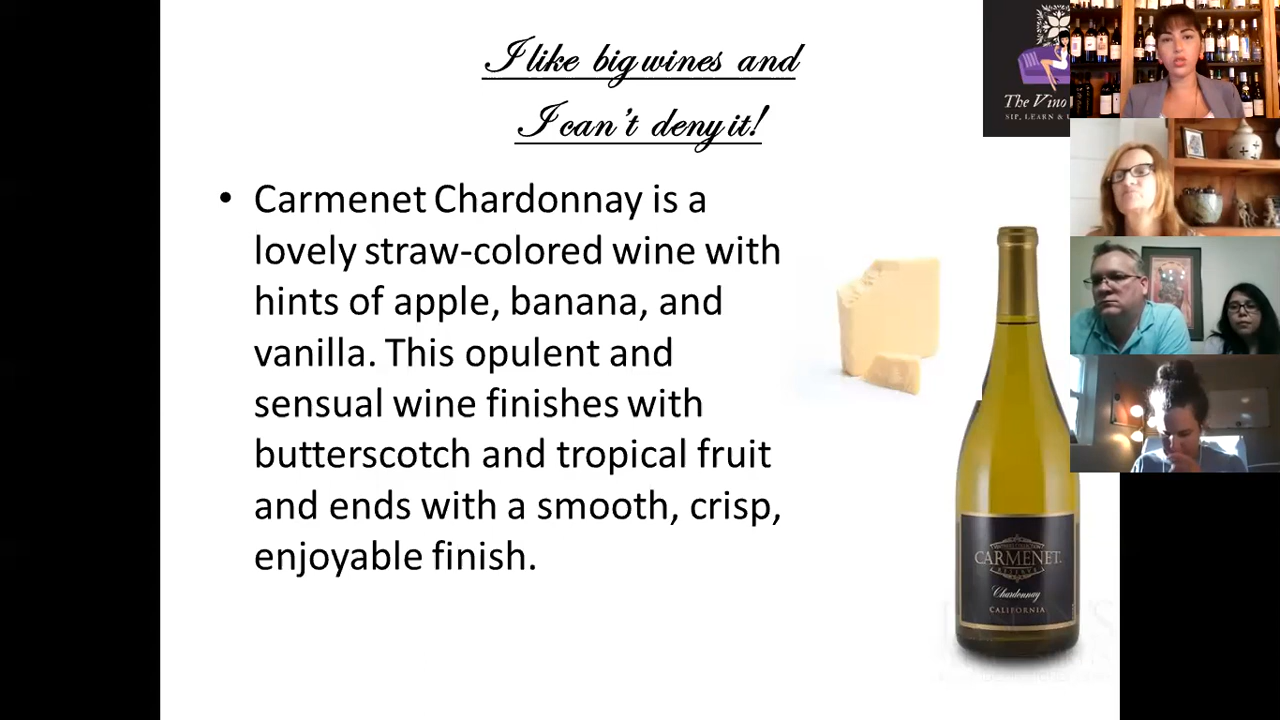 I like big wines and
I can't deny it!
The Vino
SIP, LEARN &
• Carmenet Chardonnay is a
lovely straw-colored wine with
hints of apple, banana, and
vanilla. This opulent and
sensual wine finishes with
butterscotch and tropical fruit
and ends with a smooth, crisp,
enjoyable finish.
CARMENET
RESERVE
Chardonnay
CALIFORNIA